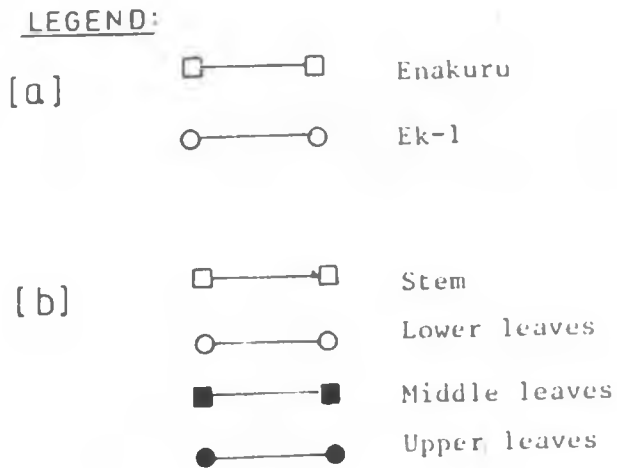 LEGEND:
[a]
Enakuru
Ek-1
[b]
Stem
Lower leaves
Middle leaves
Upper leaves